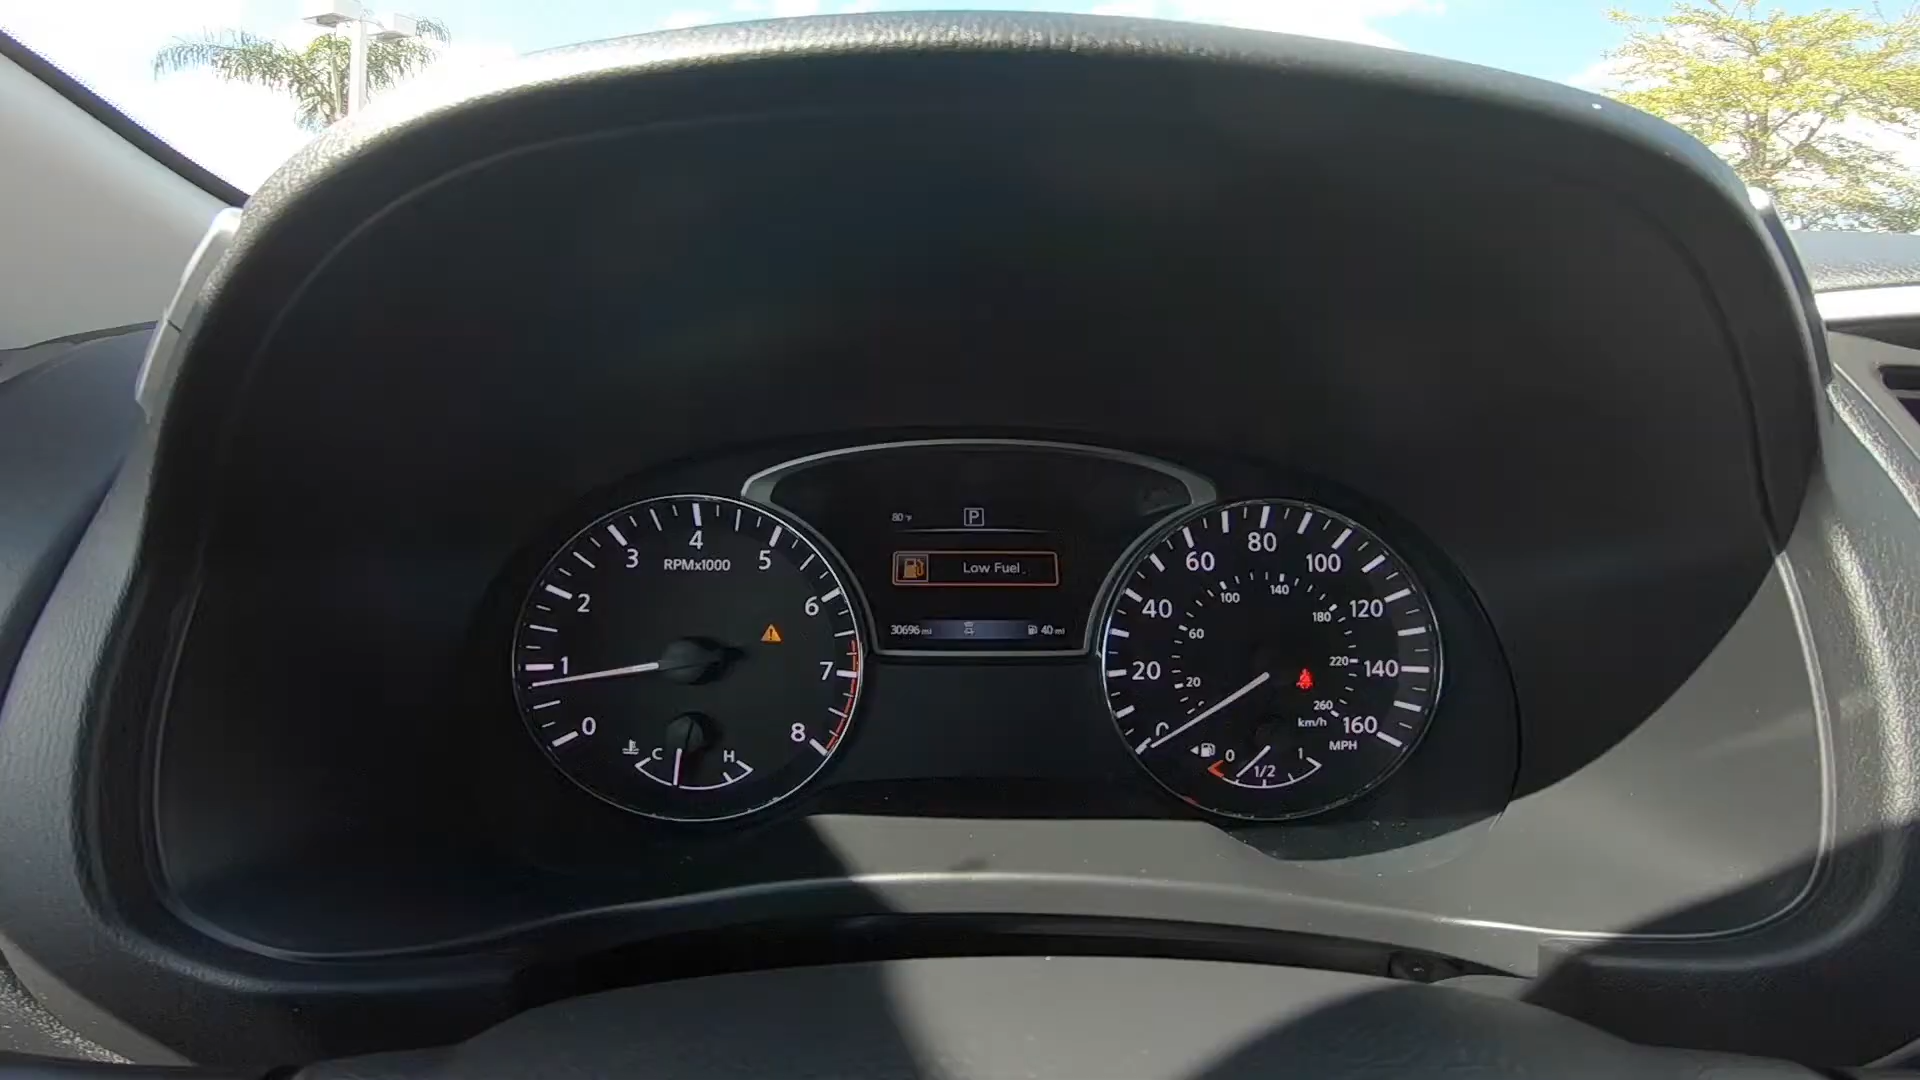 80°F P
Low Fuel
30696 mi 40 mi
0 1 2 3 4 5 6 7 8
RPMx1000
C H
0 20 40 60 80 100 120 140 160
20 60 100 140 180 220 260
km/h
MPH
0 1/2 1